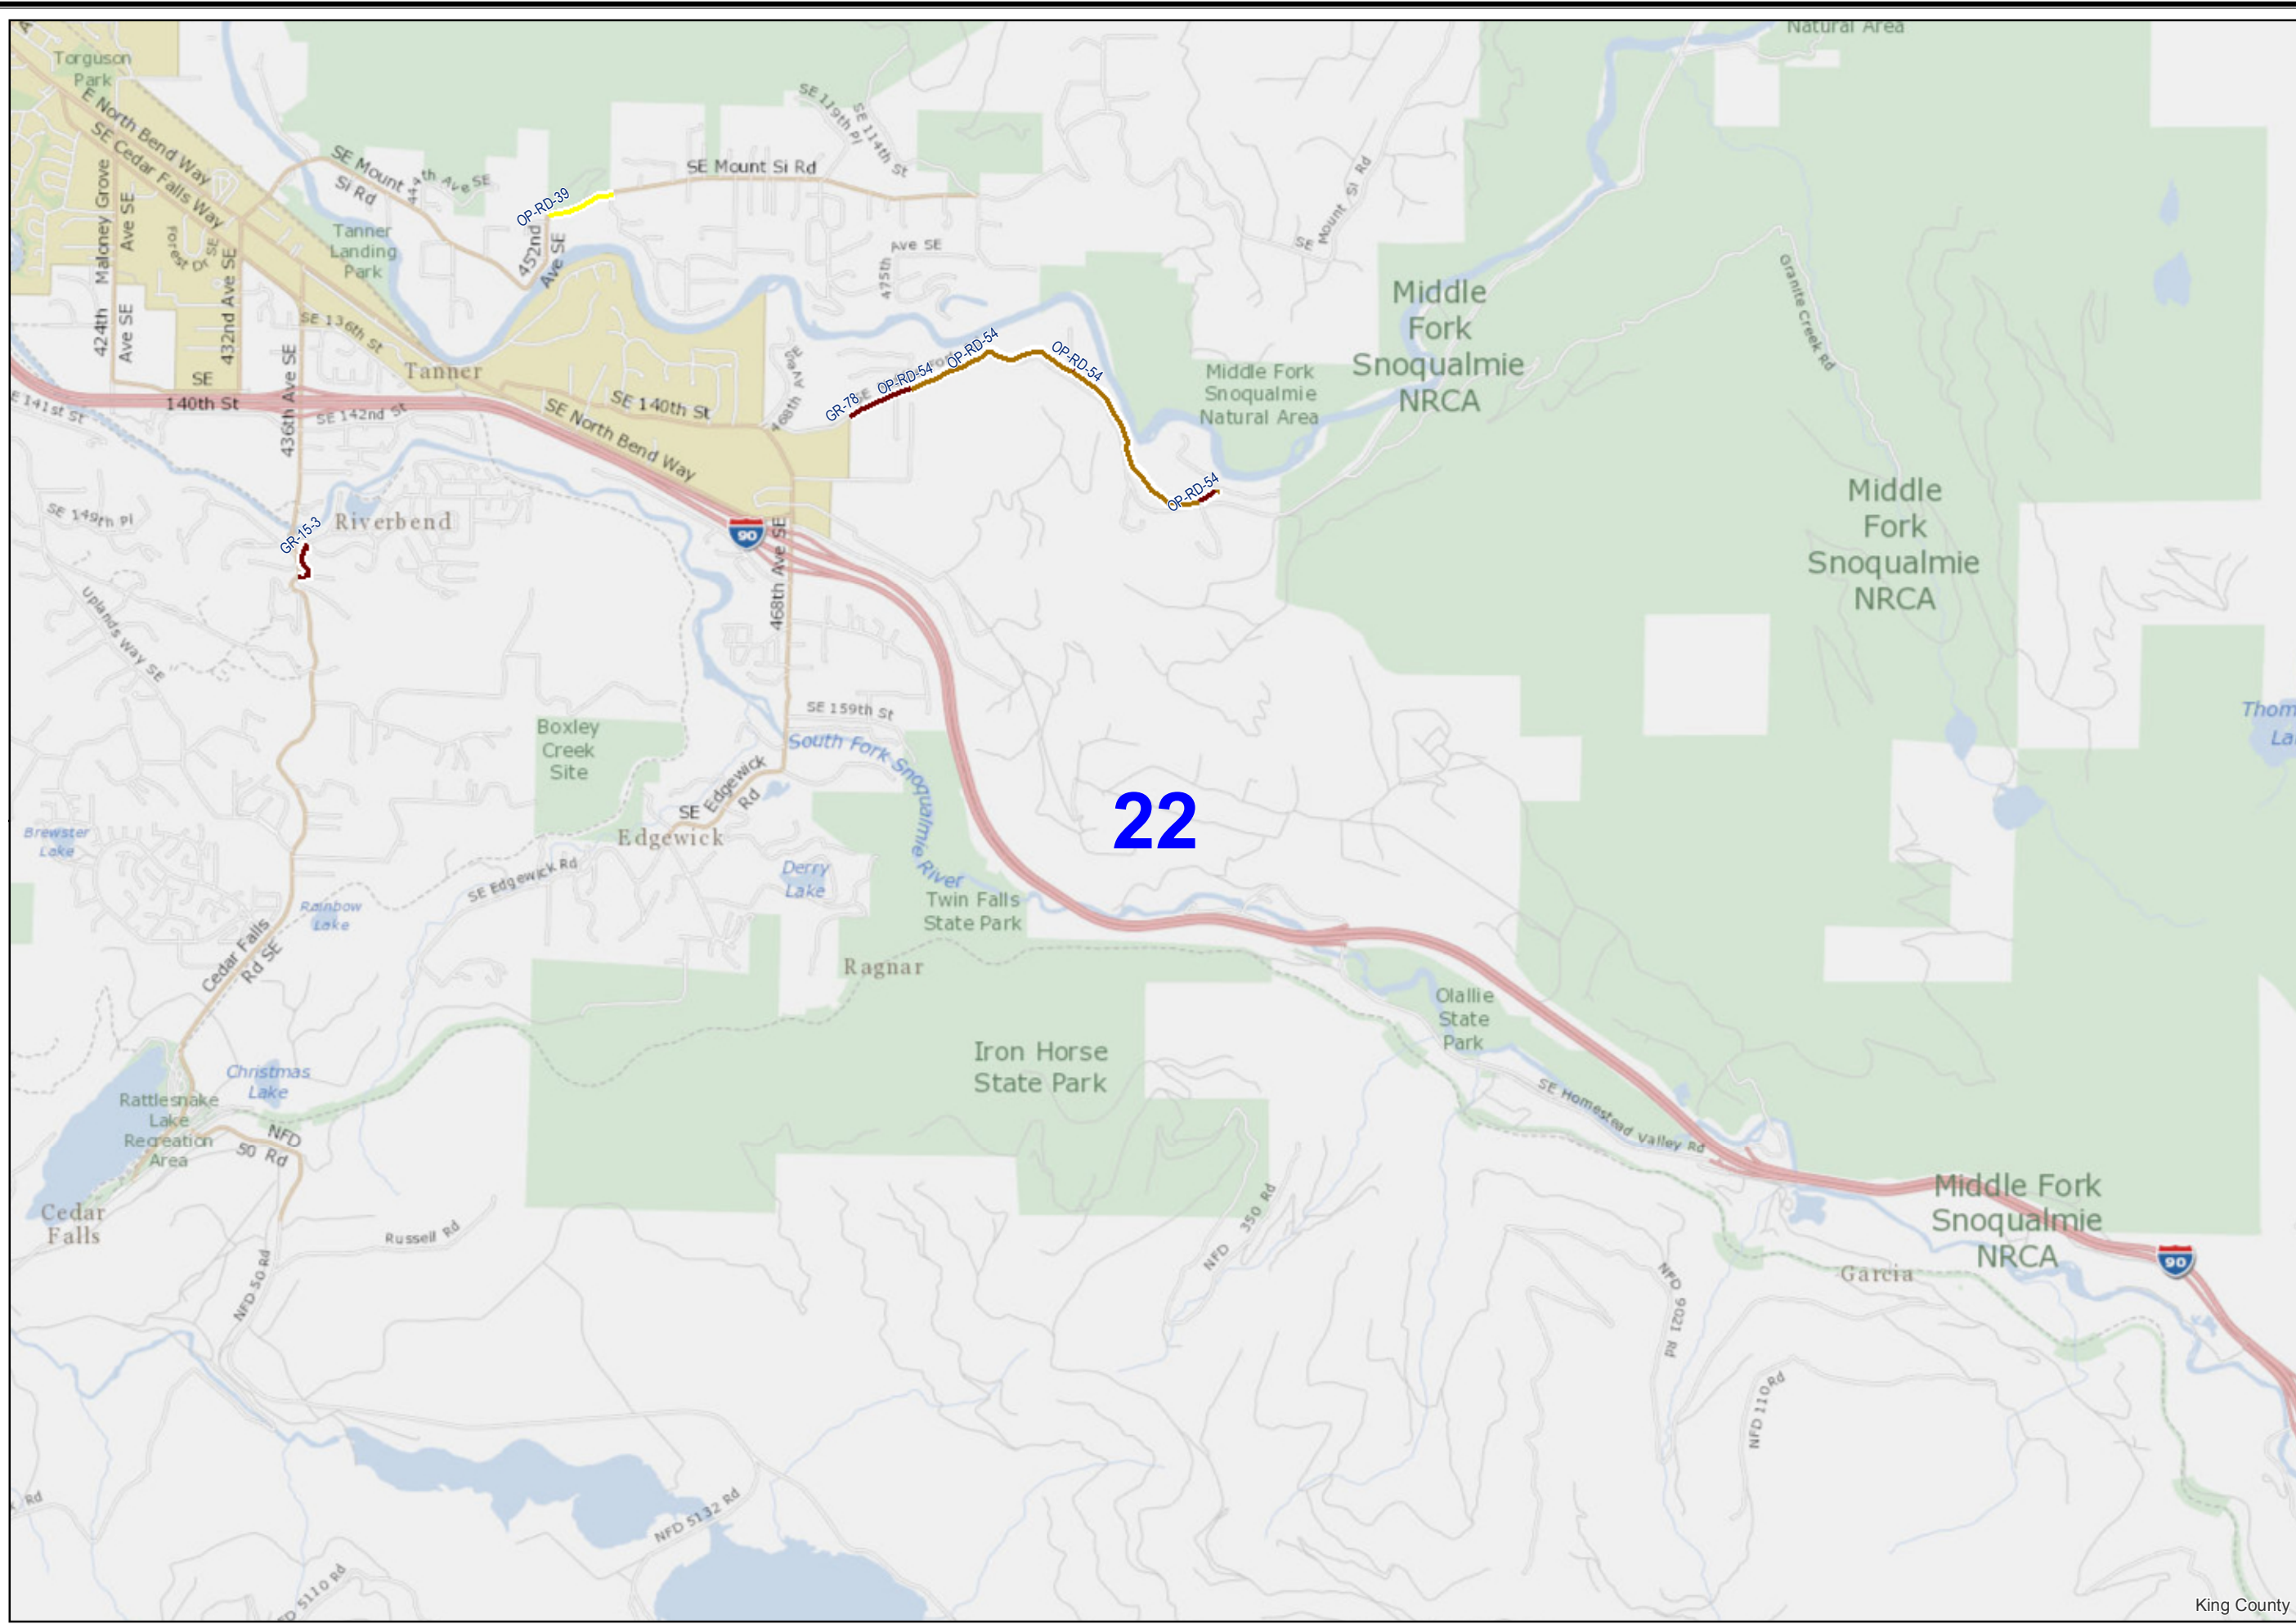 Natural Area
Torguson
Park
E North Bend Way
SE Cedar Falls Way
SE Mount
Si Rd
444th Ave SE
SE 119th Pl
SE 114th St
SE Mount Si Rd
OP-RD-39
SE Mount Si Rd
424th
Maloney Grove
Ave SE
Ave SE
Forest Dr SE
432nd Ave SE
Tanner
Landing
Park
452nd
Ave SE
475th
Ave SE
Granite Creek Rd
Middle
Fork
Snoqualmie
NRCA
SE 136th St
Tanner
SE
140th St
SE 142nd St
E 141st St
436th Ave SE
SE North Bend Way
SE 140th St
468th Ave SE
GR-78
OP-RD-54
OP-RD-54
OP-RD-54
OP-RD-54
Middle Fork
Snoqualmie
Natural Area
Middle
Fork
Snoqualmie
NRCA
SE 149th Pl
Riverbend
GR-15-3
90
468th Ave SE
Uplands Way SE
SE 159th St
Boxley
Creek
Site
South Fork Snoqualmie River
SE Edgewick
Rd
Edgewick
22
Brewster
Lake
SE Edgewick Rd
Derry
Lake
Rainbow
Lake
Twin Falls
State Park
Thom
La
Cedar Falls
Rd SE
Ragnar
Olallie
State
Park
Iron Horse
State Park
Christmas
Lake
Rattlesnake
Lake
Recreation
Area
NFD
50 Rd
SE Homestead Valley Rd
Cedar
Falls
Middle Fork
Snoqualmie
NRCA
Russell Rd
NFD 350 Rd
NFD 50 Rd
Garcia
90
NFD 9021 Rd
NFD 110 Rd
Rd
NFD 5132 Rd
FD 5110 Rd
King County